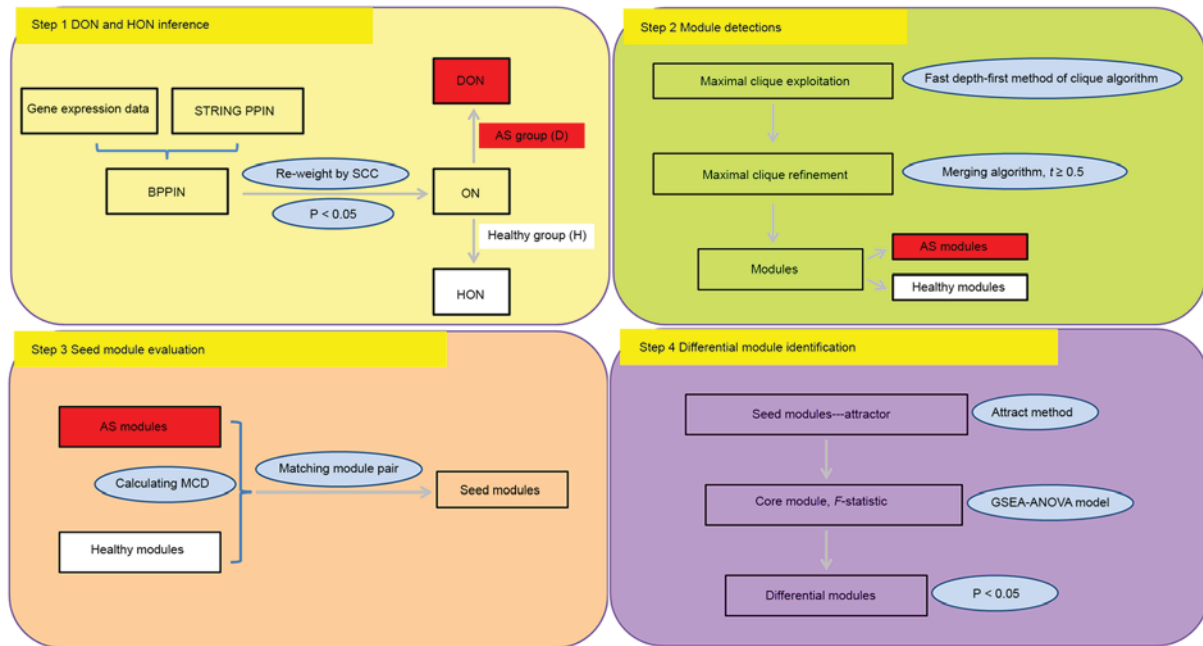 Step 1 DON and HON inference
DON
Gene expression data
STRING PPIN
AS group (D)
Re-weight by SCC
BPPIN
ON
P < 0.05
Healthy group (H)
HON
Step 2 Module detections
Maximal clique exploitation
Fast depth-first method of clique algorithm
Maximal clique refinement
Merging algorithm, t ≥ 0.5
AS modules
Modules
Healthy modules
Step 3 Seed module evaluation
AS modules
Calculating MCD
Matching module pair
Seed modules
Healthy modules
Step 4 Differential module identification
Seed modules---attractor
Attract method
Core module, F-statistic
GSEA-ANOVA model
Differential modules
P < 0.05